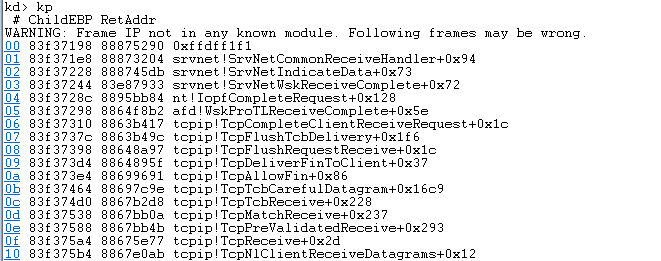 kd> kp
# ChildEBP RetAddr
WARNING: Frame IP not in any known module. Following frames may be wrong.
00 83f37198 88875290 0xffdff1f1
01 83f371e8 88873204 srvnet!SrvNetCommonReceiveHandler+0x94
02 83f37228 888745db srvnet!SrvNetIndicateData+0x73
03 83f37244 83e87933 srvnet!SrvNetWskReceiveComplete+0x72
04 83f3728c 8895bb84 nt!IopfCompleteRequest+0x128
05 83f37298 8864f8b2 afd!WskProTLReceiveComplete+0x5e
06 83f37310 8863b417 tcpip!TcpCompleteClientReceiveRequest+0x1c
07 83f3737c 8863b49c tcpip!TcpFlushTcbDelivery+0x1f6
08 83f37398 88648a97 tcpip!TcpFlushRequestReceive+0x1c
09 83f373d4 8864895f tcpip!TcpDeliverFinToClient+0x37
0a 83f373e4 88699691 tcpip!TcpAllowFin+0x86
0b 83f37464 88697c9e tcpip!TcpTcbCarefulDatagram+0x16c9
0c 83f374d0 8867b2d8 tcpip!TcpTcbReceive+0x228
0d 83f37538 8867bb0a tcpip!TcpMatchReceive+0x237
0e 83f37588 8867bb4b tcpip!TcpPreValidatedReceive+0x293
0f 83f375a4 88675e77 tcpip!TcpReceive+0x2d
10 83f375b4 8867e0ab tcpip!TcpNlClientReceiveDatagrams+0x12